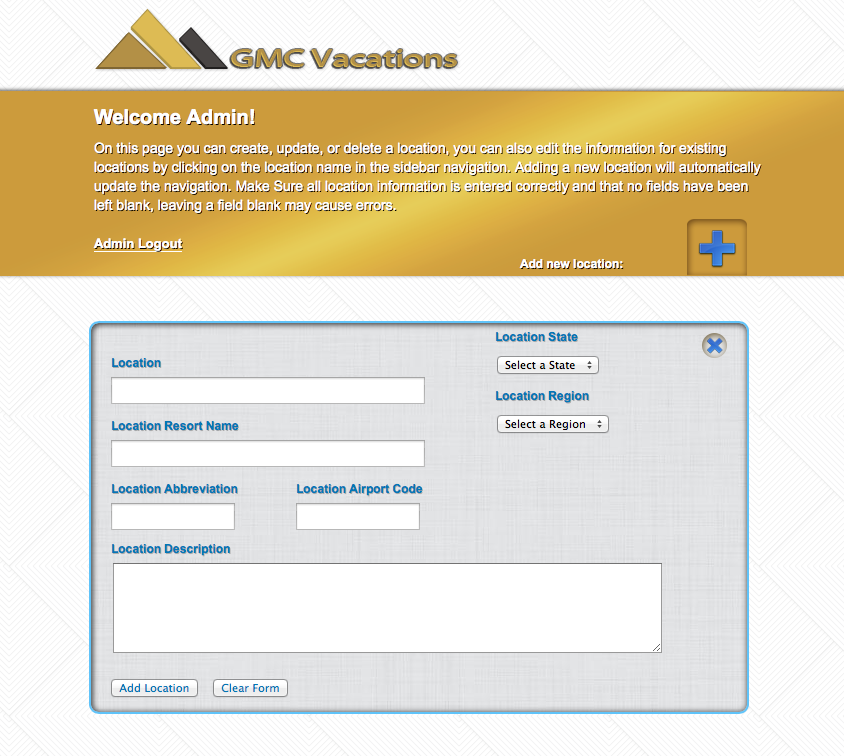 GMC Vacations
Welcome Admin!
On this page you can create, update, or delete a location, you can also edit the information for existing
locations by clicking on the location name in the sidebar navigation. Adding a new location will automatically
update the navigation. Make Sure all location information is entered correctly and that no fields have been
left blank, leaving a field blank may cause errors.
Admin Logout
Add new location:
Location State
Select a State
Location
Location Region
Select a Region
Location Resort Name
Location Abbreviation Location Airport Code
Location Description
Add Location Clear Form